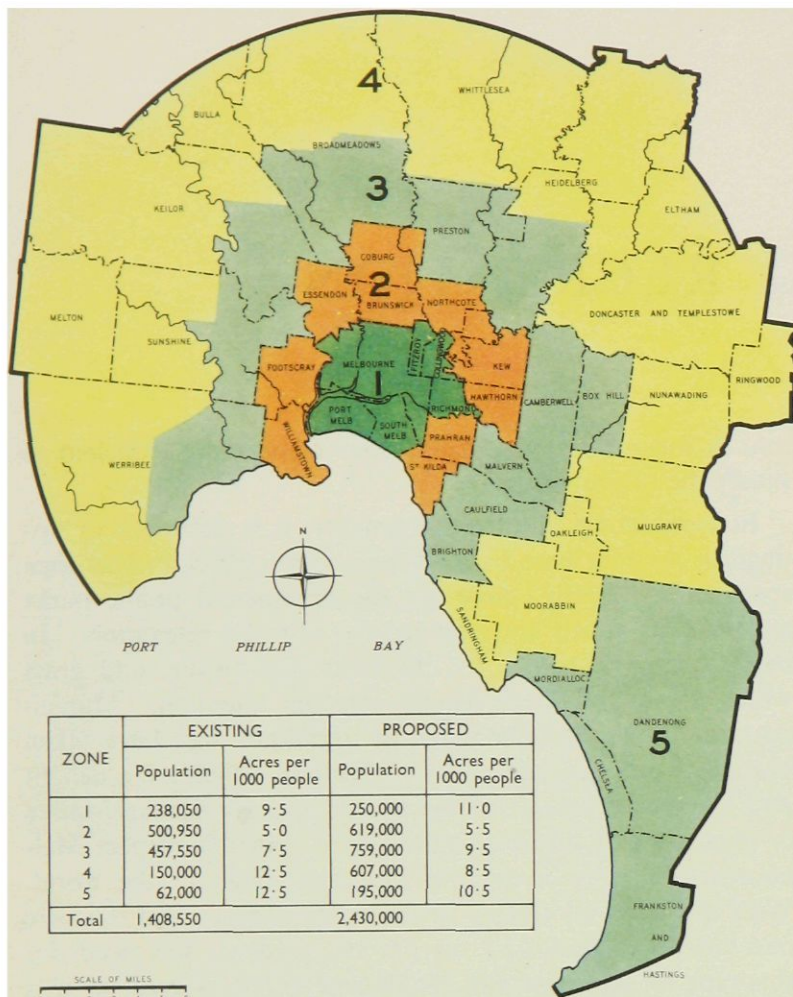 4
WHITTLESEA
BULLA
BROADMEADOWS
3
HEIDELBERG
KEILOR
ELTHAM
PRESTON
COBURG
2
ESSENDON
BRUNSWICK
NORTHCOTE
DONCASTER AND TEMPLESTOWE
MELTON
SUNSHINE
FITZROY
COLLINGWOOD
MELBOURNE
FOOTSCRAY
KEW
1
RINGWOOD
HAWTHORN
CAMBERWELL
BOX HILL
NUNAWADING
RICHMOND
PORT
MELB
SOUTH
MELB
PRAHRAN
WILLIAMSTOWN
WERRIBEE
ST KILDA
MALVERN
CAULFIELD
OAKLEIGH
MULGRAVE
BRIGHTON
N
MOORABBIN
SANDRINGHAM
PORT PHILLIP BAY
MORDIALLOC
DANDENONG
5
CHELSEA
ZONE EXISTING PROPOSED
Population Acres per 1000 people Population Acres per 1000 people
1 238,050 9·5 250,000 11·0
2 500,950 5·0 619,000 5·5
3 457,550 7·5 759,000 9·5
4 150,000 12·5 607,000 8·5
5 62,000 12·5 195,000 10·5
Total 1,408,550 2,430,000
FRANKSTON
AND
HASTINGS
SCALE OF MILES